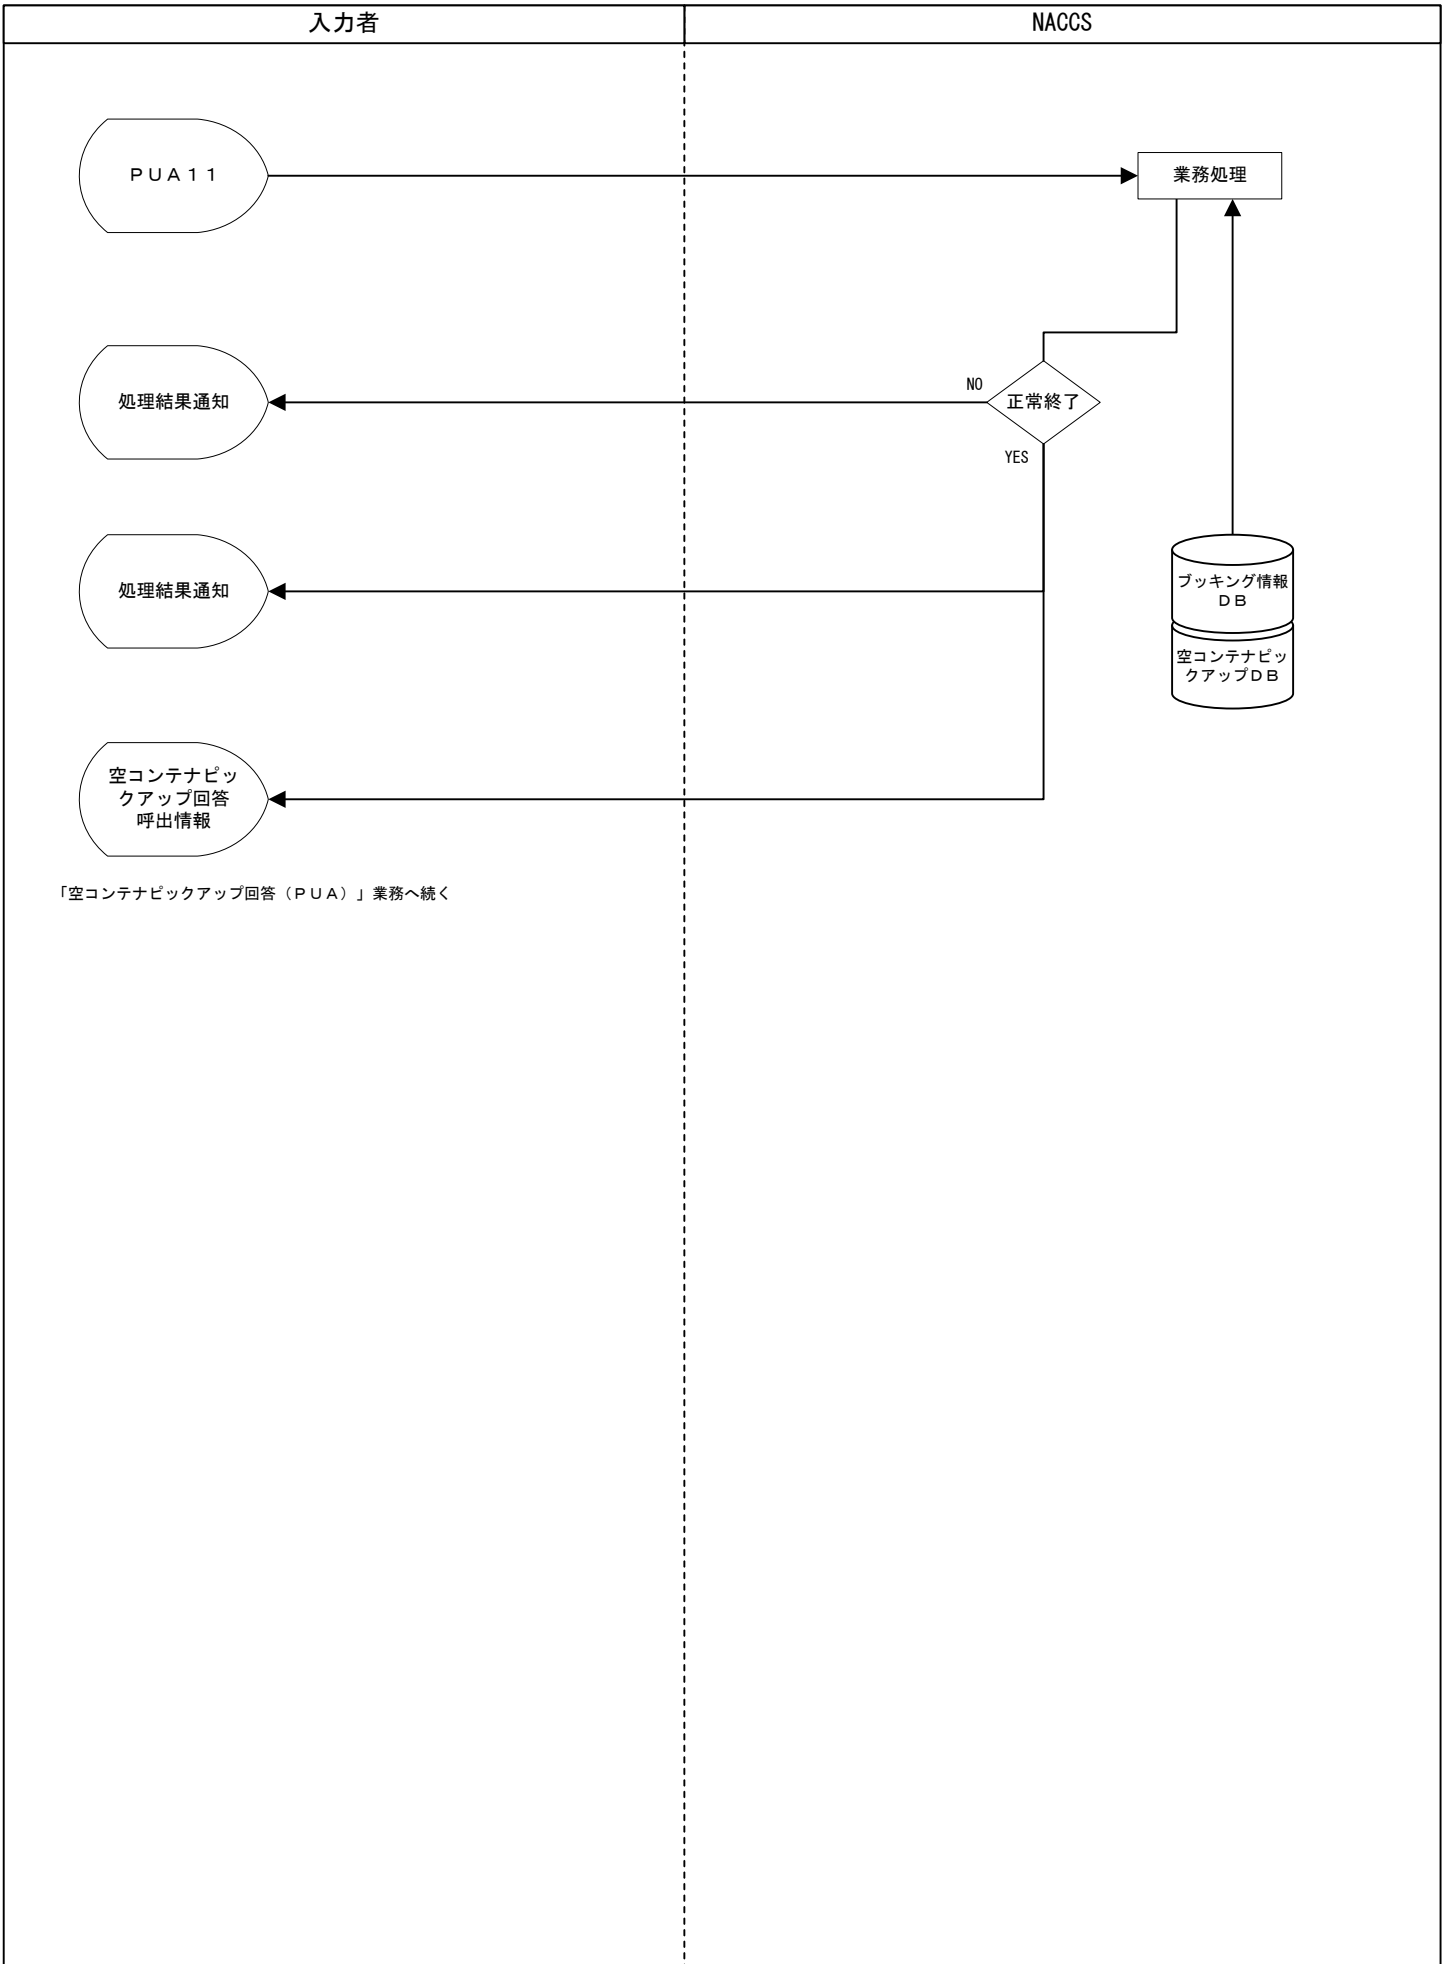 入力者
NACCS
ＰＵＡ１１
業務処理
処理結果通知
NO
正常終了
YES
処理結果通知
ブッキング情報
ＤＢ
空コンテナピッ
クアップＤＢ
空コンテナピッ
クアップ回答
呼出情報
「空コンテナピックアップ回答（ＰＵＡ）」業務へ続く